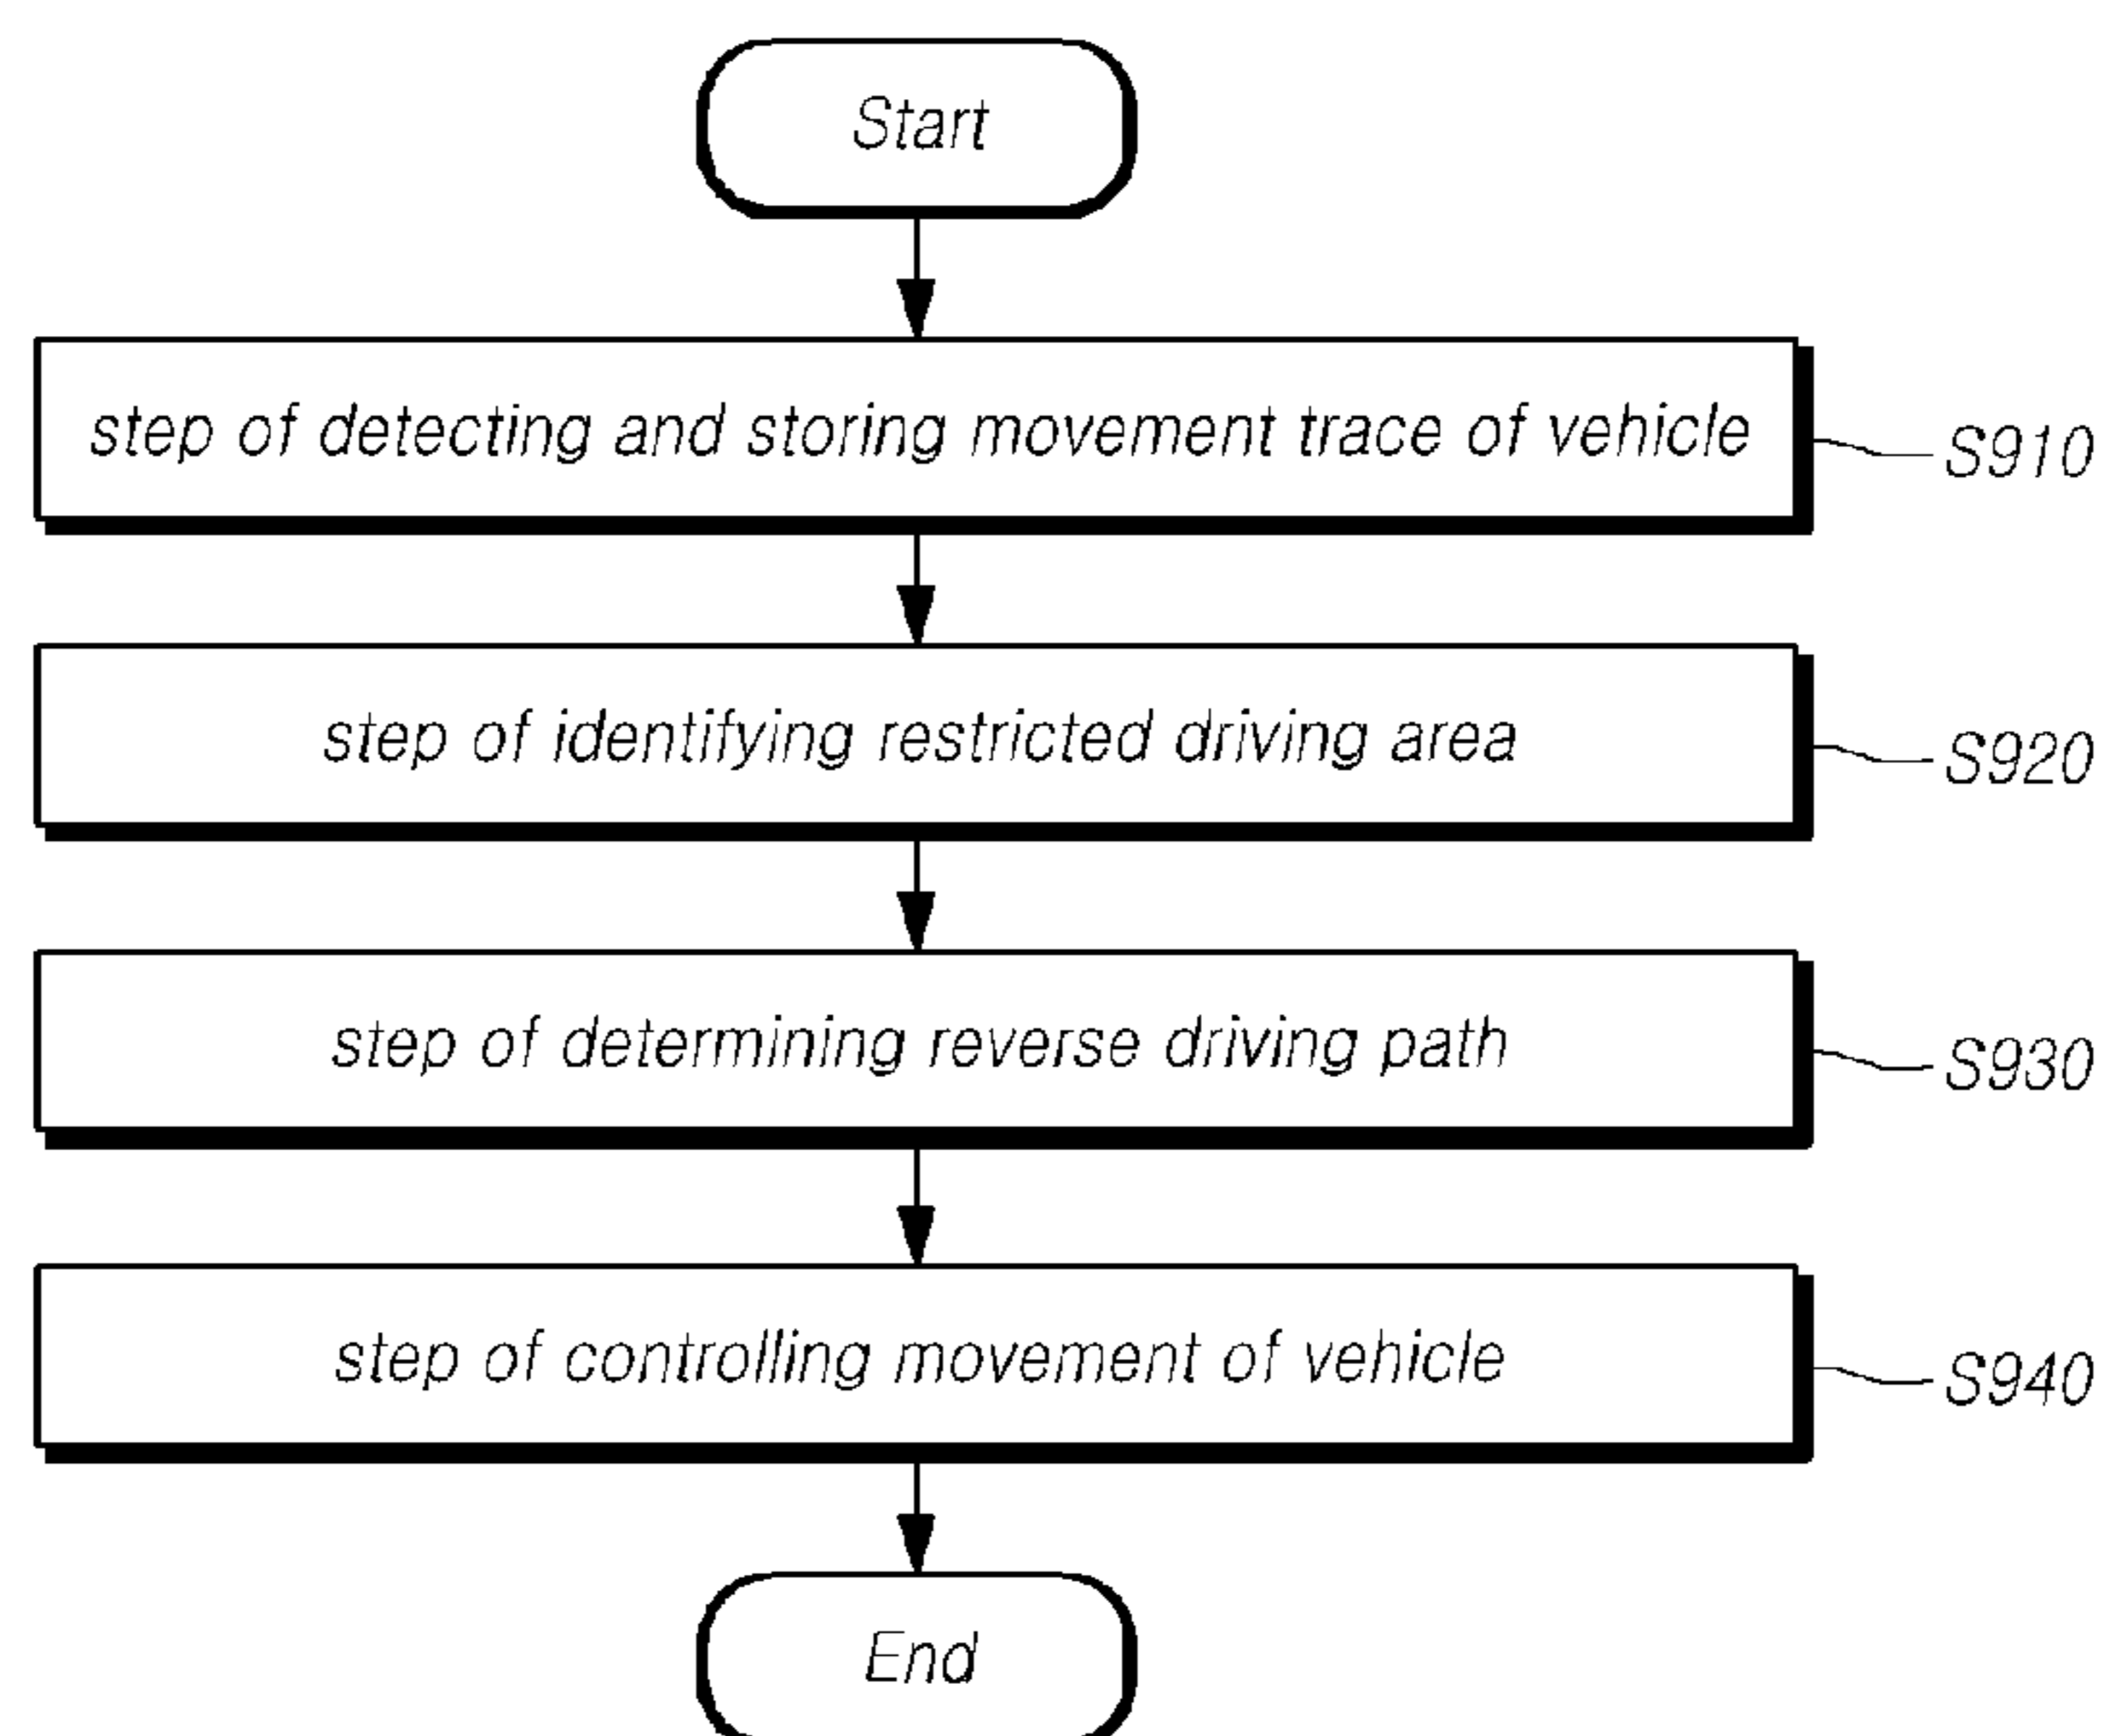 Start
step of detecting and storing movement trace of vehicle
S910
step of identifying restricted driving area
S920
step of determining reverse driving path
S930
step of controlling movement of vehicle
S940
End